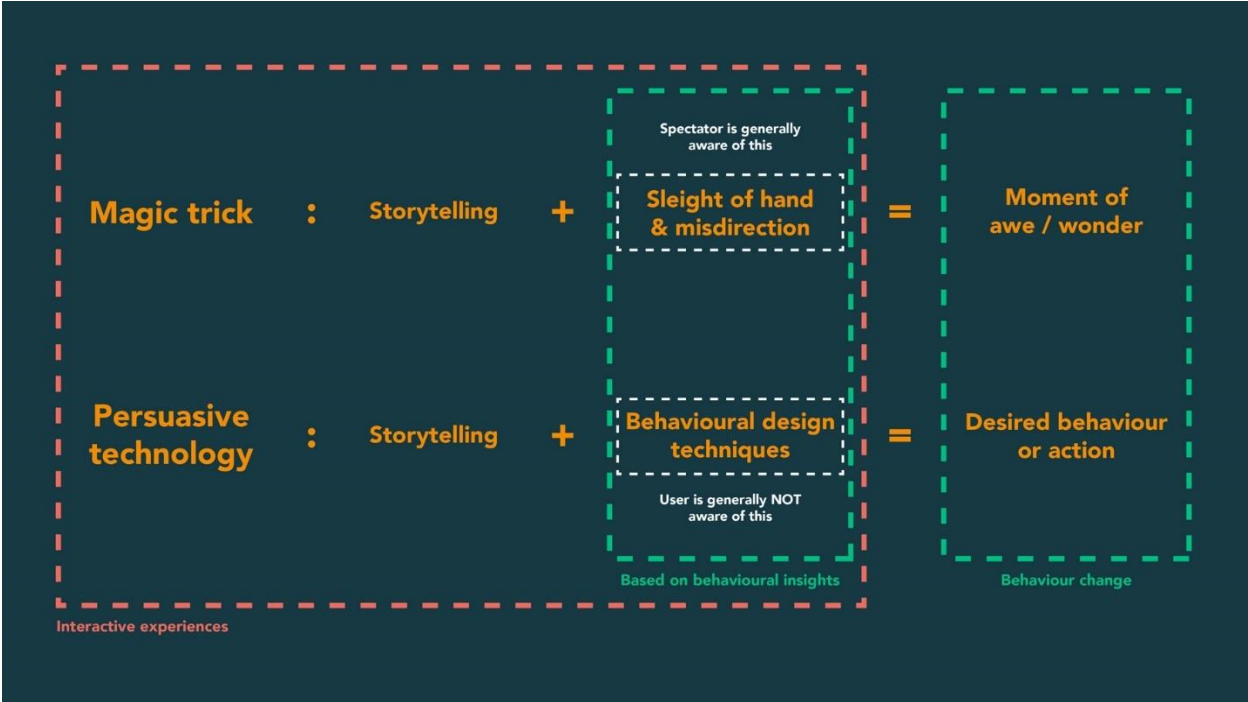 Spectator is generally
aware of this
Magic trick : Storytelling + Sleight of hand
& misdirection = Moment of
awe / wonder
Persuasive
technology : Storytelling + Behavioural design
techniques = Desired behaviour
or action
User is generally NOT
aware of this
Based on behavioural insights
Behaviour change
Interactive experiences